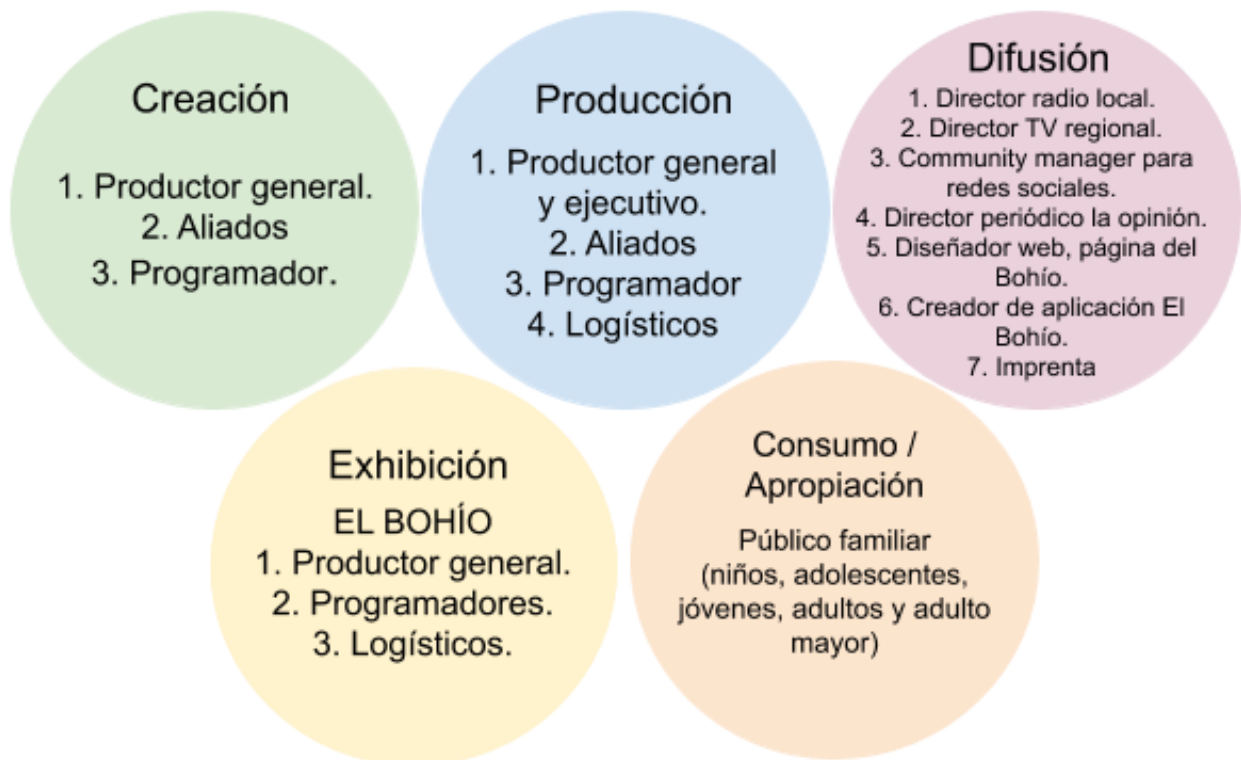 Creación
1. Productor general.
2. Aliados
3. Programador.
Producción
1. Productor general
y ejecutivo.
2. Aliados
3. Programador
4. Logísticos
Difusión
1. Director radio local.
2. Director TV regional.
3. Community manager para
redes sociales.
4. Director periódico la opinión.
5. Diseñador web, página del
Bohío.
6. Creador de aplicación El
Bohío.
7. Imprenta
Exhibición
EL BOHÍO
1. Productor general.
2. Programadores.
3. Logísticos.
Consumo /
Apropiación
Público familiar
(niños, adolescentes,
jóvenes, adultos y adulto
mayor)